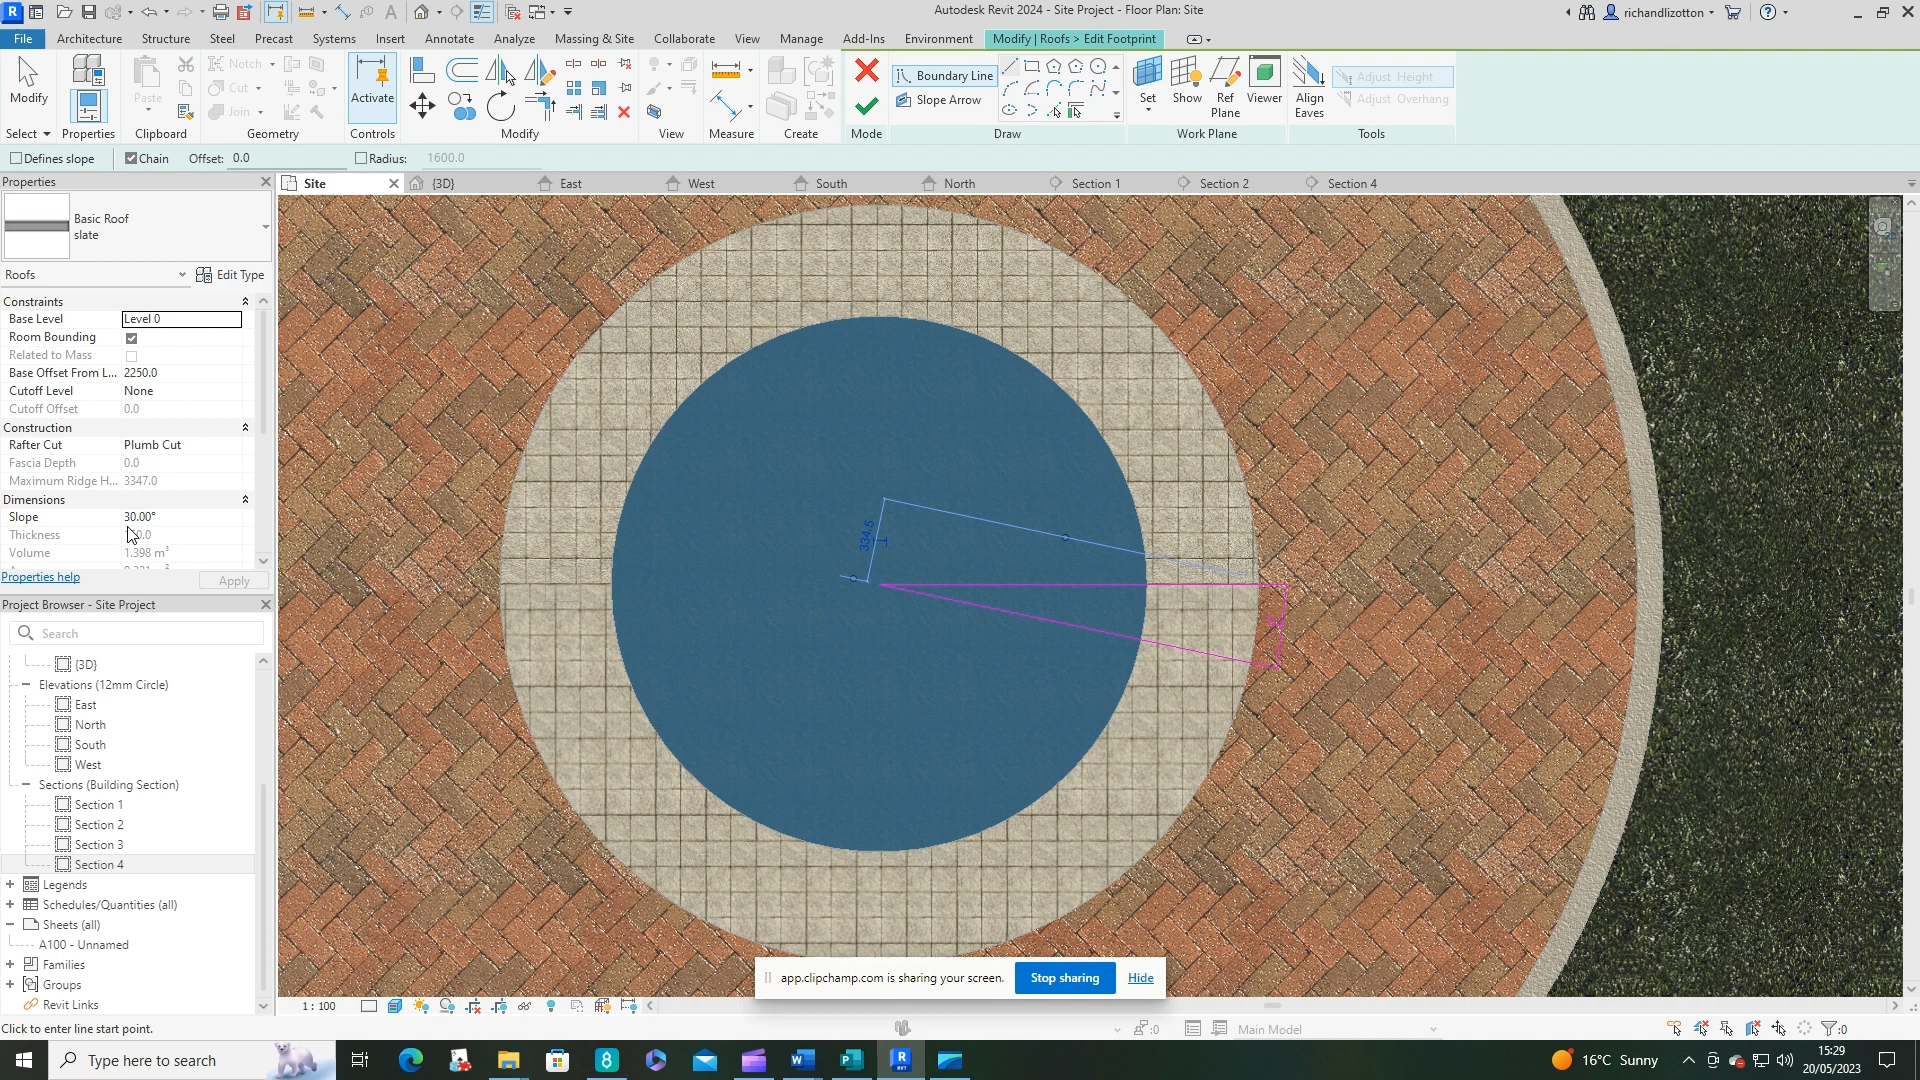 Autodesk Revit 2024 - Site Project - Floor Plan: Site
richandlizotton
File
Architecture
Structure
Steel
Precast
Systems
Insert
Annotate
Analyze
Massing & Site
Collaborate
View
Manage
Add-Ins
Environment
Modify | Roofs > Edit Footprint
Modify
Paste
Notch
Cut
Join
Activate
Boundary Line
Slope Arrow
Set
Show
Ref
Plane
Viewer
Align
Eaves
Adjust Height
Adjust Overhang
Select
Properties
Clipboard
Geometry
Controls
Modify
View
Measure
Create
Mode
Draw
Work Plane
Tools
Defines slope
Chain
Offset: 0.0
Radius: 1600.0
Properties
Site
{3D}
East
West
South
North
Section 1
Section 2
Section 4
Basic Roof
slate
Roofs
Edit Type
Constraints
Base Level Level 0
Room Bounding
Related to Mass
Base Offset From L... 2250.0
Cutoff Level None
Cutoff Offset 0.0
Construction
Rafter Cut Plumb Cut
Fascia Depth 0.0
Maximum Ridge H... 3347.0
Dimensions
Slope 30.00°
Thickness
Volume 1.398 m³
Properties help
Apply
334.5
Project Browser - Site Project
Search
{3D}
Elevations (12mm Circle)
East
North
South
West
Sections (Building Section)
Section 1
Section 2
Section 3
Section 4
Legends
Schedules/Quantities (all)
Sheets (all)
A100 - Unnamed
Families
Groups
Revit Links
app.clipchamp.com is sharing your screen.
Stop sharing
Hide
1 : 100
Click to enter line start point.
:0
Main Model
:0
Type here to search
16°C Sunny
15:29
20/05/2023